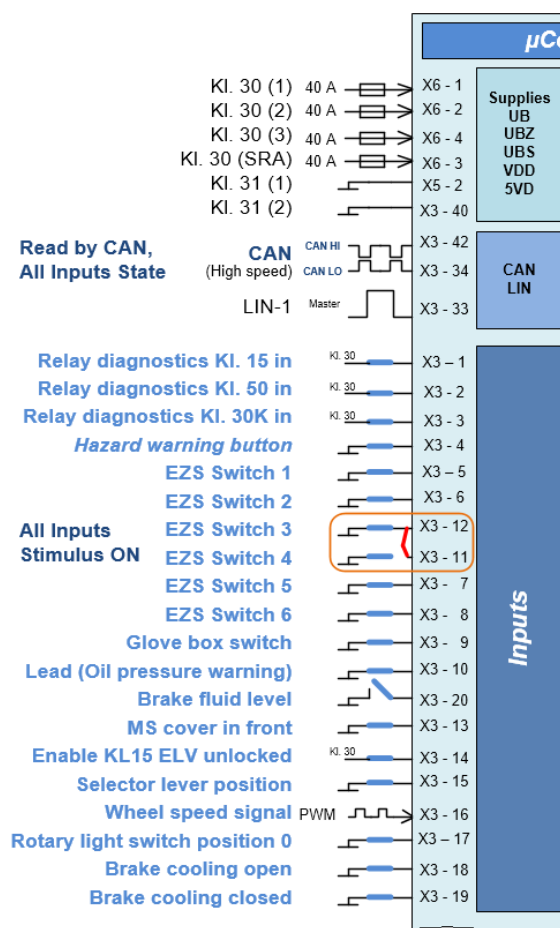 µCo
Kl. 30 (1) 40 A X6 - 1
Kl. 30 (2) 40 A X6 - 2
Kl. 30 (3) 40 A X6 - 4
Kl. 30 (SRA) 40 A X6 - 3
Kl. 31 (1) X5 - 2
Kl. 31 (2) X3 - 40
Supplies
UB
UBZ
UBS
VDD
5VD
Read by CAN,
All Inputs State
CAN CAN HI X3 - 42
(High speed) CAN LO X3 - 34
LIN-1 Master X3 - 33
CAN
LIN
Relay diagnostics Kl. 15 in Kl. 30 X3 – 1
Relay diagnostics Kl. 50 in Kl. 30 X3 - 2
Relay diagnostics Kl. 30K in Kl. 30 X3 - 3
Hazard warning button X3 - 4
EZS Switch 1 X3 – 5
EZS Switch 2 X3 - 6
EZS Switch 3 X3 - 12
EZS Switch 4 X3 - 11
EZS Switch 5 X3 - 7
EZS Switch 6 X3 - 8
Glove box switch X3 - 9
Lead (Oil pressure warning) X3 - 10
Brake fluid level X3 - 20
MS cover in front X3 - 13
Enable KL15 ELV unlocked Kl. 30 X3 - 14
Selector lever position X3 - 15
Wheel speed signal PWM X3 - 16
Rotary light switch position 0 X3 – 17
Brake cooling open X3 - 18
Brake cooling closed X3 - 19
All Inputs
Stimulus ON
Inputs